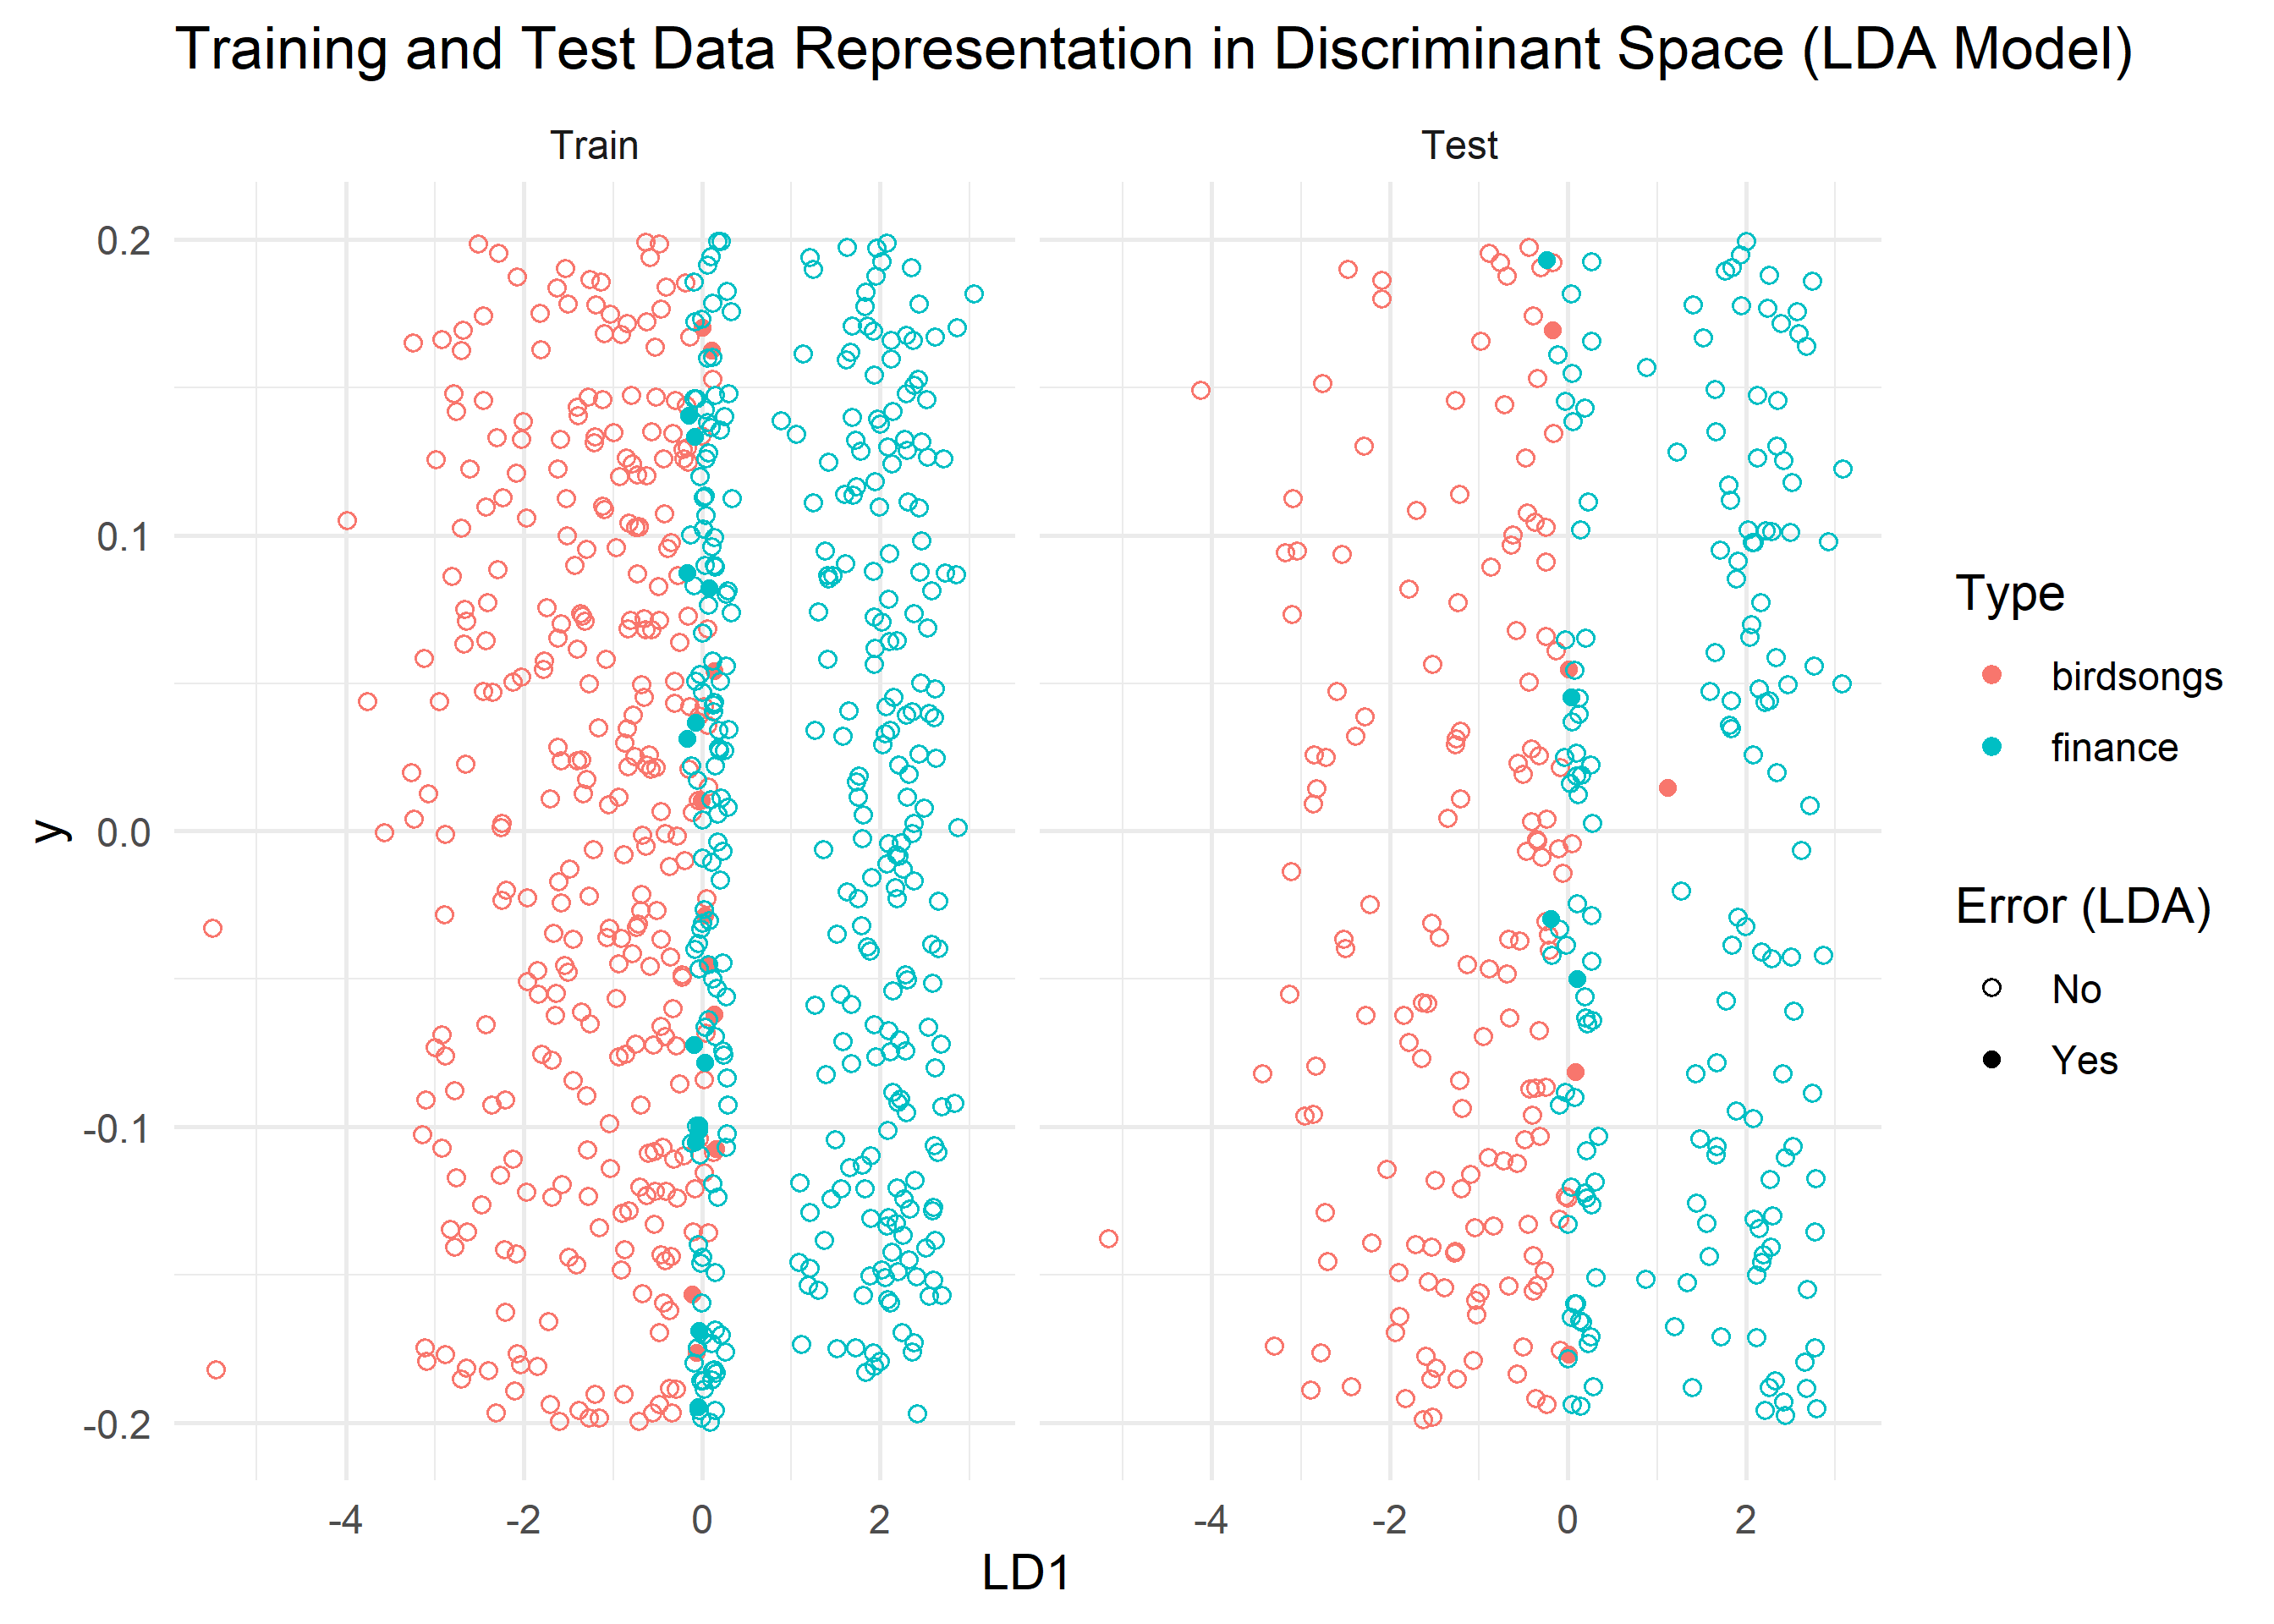 Training and Test Data Representation in Discriminant Space (LDA Model)
Train
Test
0.2
0.1
0.0
-0.1
-0.2
y
-4
-2
0
2
-4
-2
0
2
LD1
Type
birdsongs
finance
Error (LDA)
No
Yes